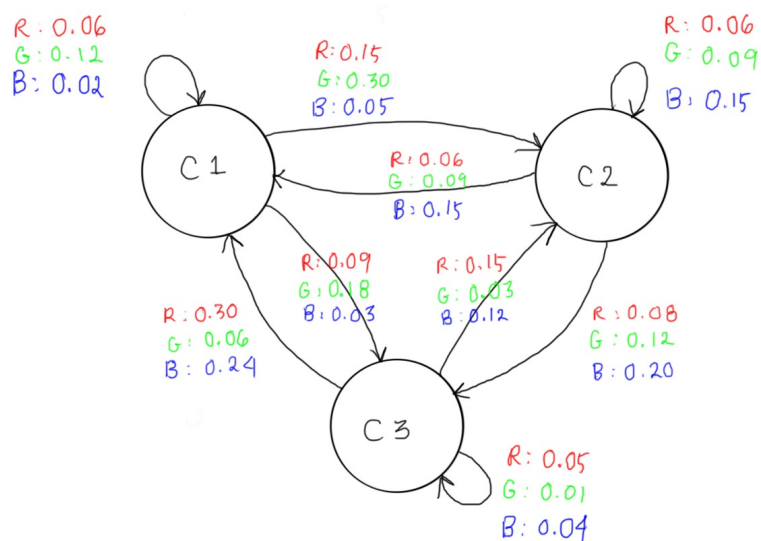 R: 0.06
G: 0.12
B: 0.02
R: 0.15
G: 0.30
B: 0.05
R: 0.06
G: 0.09
B: 0.15
C1
R: 0.06
G: 0.09
B: 0.15
C2
R: 0.09
G: 0.18
B: 0.03
R: 0.15
G: 0.03
B: 0.12
R: 0.30
G: 0.06
B: 0.24
R: 0.08
G: 0.12
B: 0.20
C3
R: 0.05
G: 0.01
B: 0.04